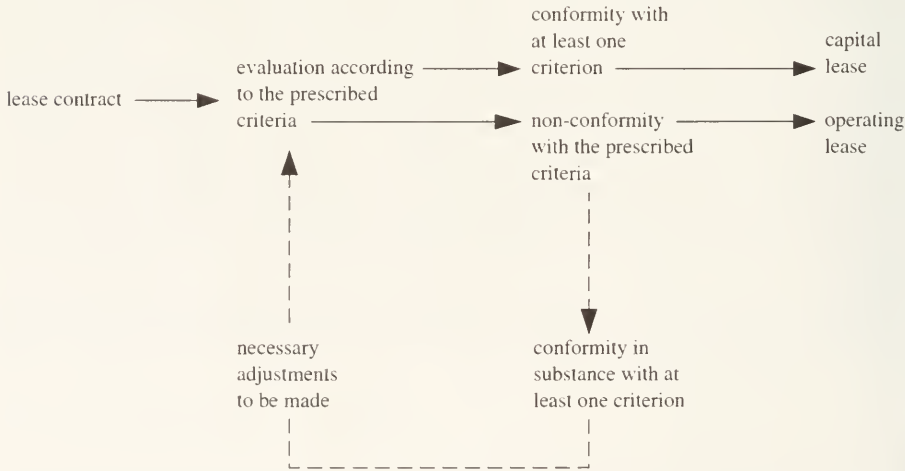 lease contract
evaluation according
to the prescribed
criteria
conformity with
at least one
criterion
capital
lease
non-conformity
with the prescribed
criteria
operating
lease
necessary
adjustments
to be made
conformity in
substance with at
least one criterion